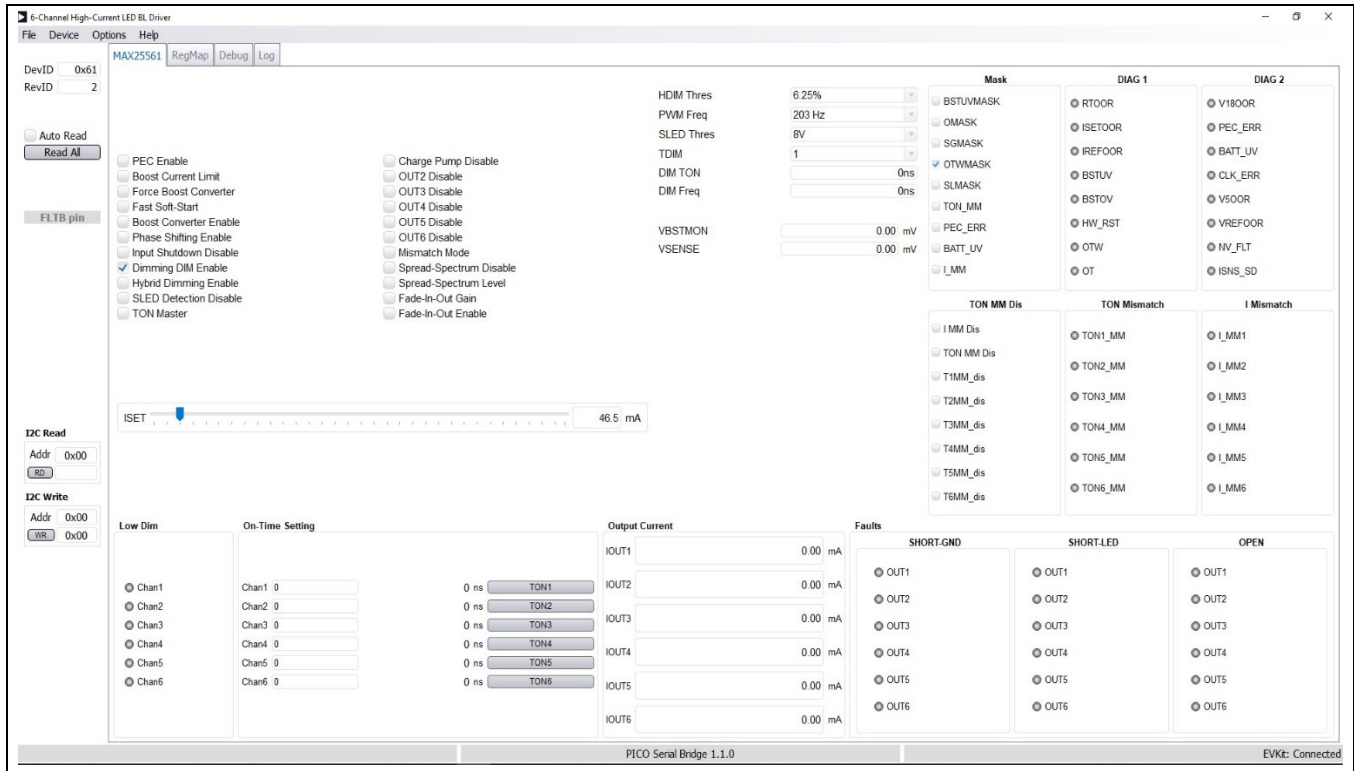 6-Channel High-Current LED BL Driver
File Device Options Help
MAX25561 RegMap Debug Log
DevID 0x61
RevID 2
Auto Read
Read All
FLTB pin
I2C Read
Addr 0x00
RD
I2C Write
Addr 0x00
WR 0x00
PEC Enable
Boost Current Limit
Force Boost Converter
Fast Soft-Start
Boost Converter Enable
Phase Shifting Enable
Input Shutdown Disable
Dimming DIM Enable
Hybrid Dimming Enable
SLED Detection Disable
TON Master
Charge Pump Disable
OUT2 Disable
OUT3 Disable
OUT4 Disable
OUT5 Disable
OUT6 Disable
Mismatch Mode
Spread-Spectrum Disable
Spread-Spectrum Level
Fade-In-Out Gain
Fade-In-Out Enable
HDIM Thres 6.25%
PWM Freq 203 Hz
SLED Thres 8V
TDIM 1
DIM TON 0ns
DIM Freq 0ns
VBSTMON 0.00 mV
VSENSE 0.00 mV
ISET 46.5 mA
Mask
BSTUVMASK
OMASK
SGMASK
OTWMASK
SLMASK
TON_MM
PEC_ERR
BATT_UV
I_MM
DIAG 1
RTOOR
ISETOOR
IREFOOR
BSTUV
BSTOV
HW_RST
OTW
OT
DIAG 2
V18OOR
PEC_ERR
BATT_UV
CLK_ERR
V5OOR
VREFOOR
NV_FLT
ISNS_SD
TON MM Dis
I MM Dis
TON MM Dis
T1MM_dis
T2MM_dis
T3MM_dis
T4MM_dis
T5MM_dis
T6MM_dis
TON Mismatch
TON1_MM
TON2_MM
TON3_MM
TON4_MM
TON5_MM
TON6_MM
I Mismatch
I_MM1
I_MM2
I_MM3
I_MM4
I_MM5
I_MM6
Low Dim
Chan1
Chan2
Chan3
Chan4
Chan5
Chan6
On-Time Setting
Chan1 0 0 ns TON1
Chan2 0 0 ns TON2
Chan3 0 0 ns TON3
Chan4 0 0 ns TON4
Chan5 0 0 ns TON5
Chan6 0 0 ns TON6
Output Current
IOUT1 0.00 mA
IOUT2 0.00 mA
IOUT3 0.00 mA
IOUT4 0.00 mA
IOUT5 0.00 mA
IOUT6 0.00 mA
Faults
SHORT-GND
OUT1
OUT2
OUT3
OUT4
OUT5
OUT6
SHORT-LED
OUT1
OUT2
OUT3
OUT4
OUT5
OUT6
OPEN
OUT1
OUT2
OUT3
OUT4
OUT5
OUT6
PICO Serial Bridge 1.1.0
EVKit: Connected